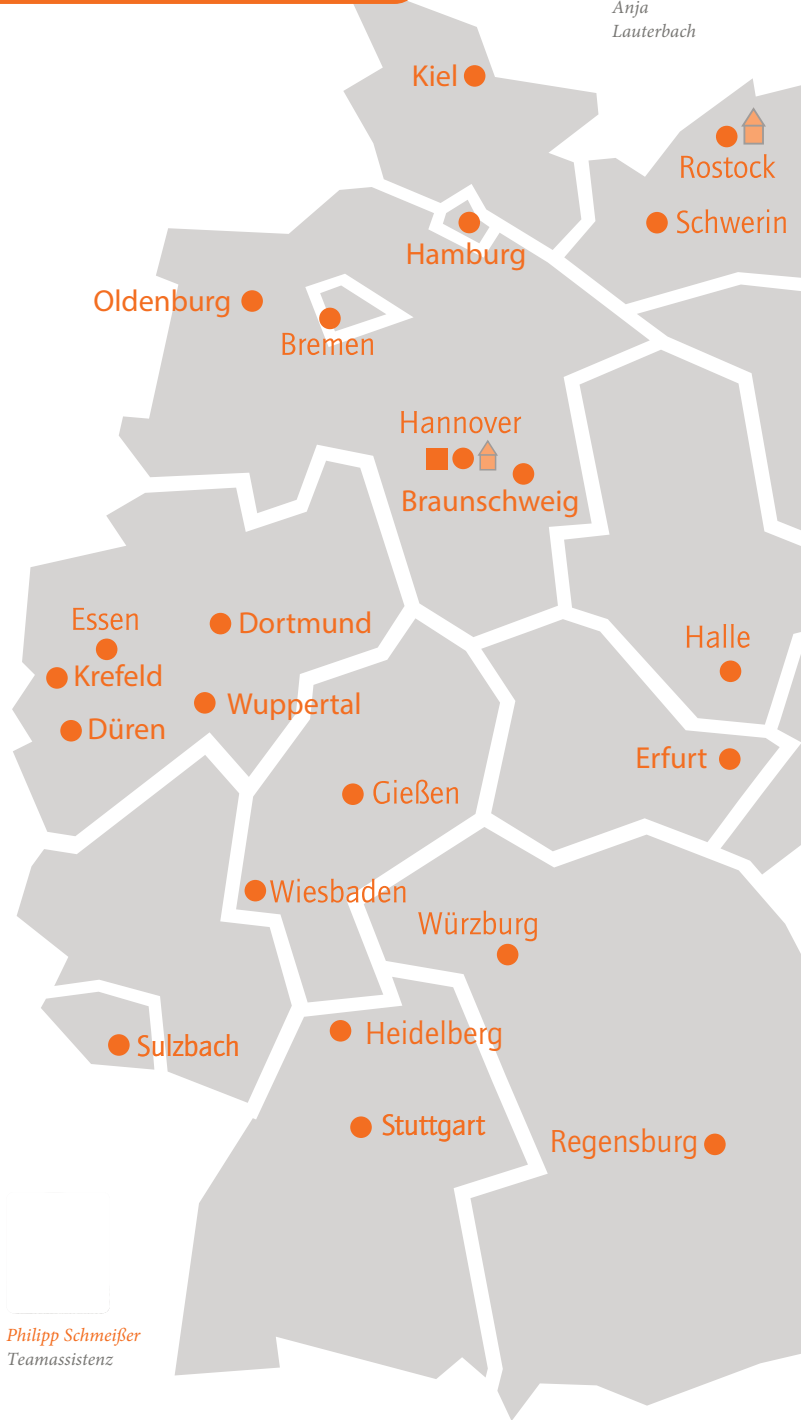 Anja
Lauterbach
Kiel
Rostock
Schwerin
Hamburg
Oldenburg
Bremen
Hannover
Braunschweig
Essen
Dortmund
Halle
Krefeld
Wuppertal
Düren
Erfurt
Gießen
Wiesbaden
Würzburg
Heidelberg
Sulzbach
Stuttgart
Regensburg
Philipp Schmeißer
Teamassistenz